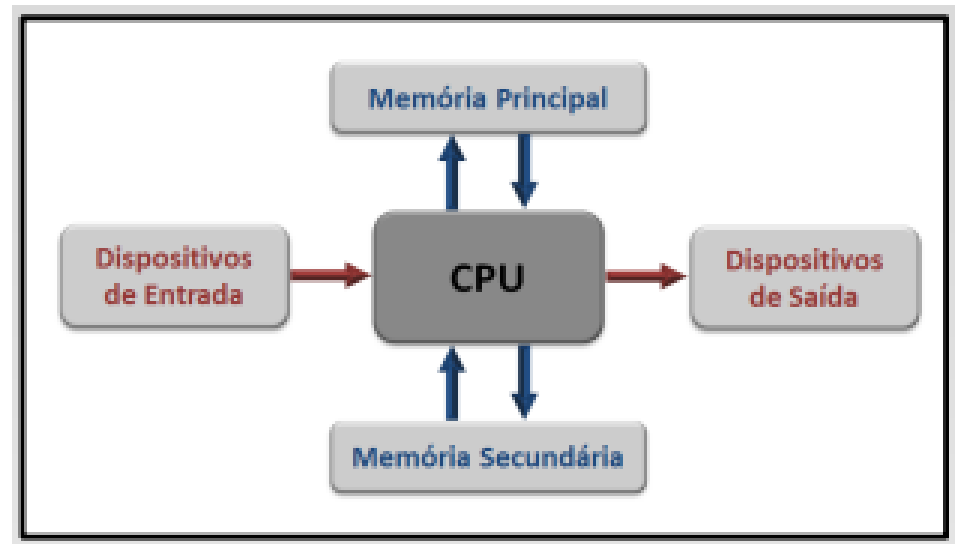 Memória Principal
Dispositivos
de Entrada
CPU
Dispositivos
de Saída
Memória Secundária